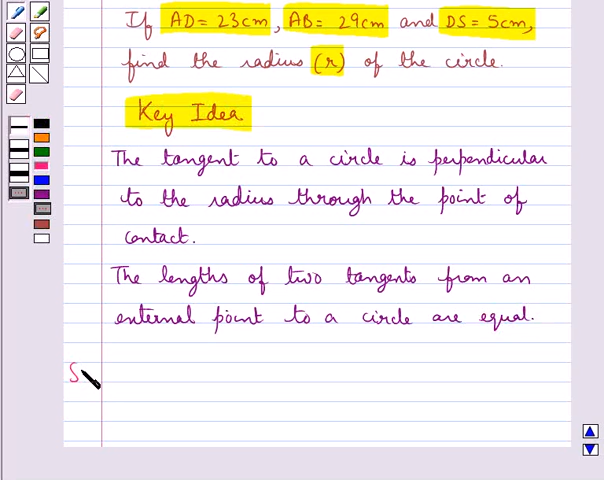 If AD = 23cm, AB = 29cm and DS = 5cm,
find the radius (r) of the circle.
Key Idea
The tangent to a circle is perpendicular
to the radius through the point of
contact.
The lengths of two tangents from an
external point to a circle are equal.
S